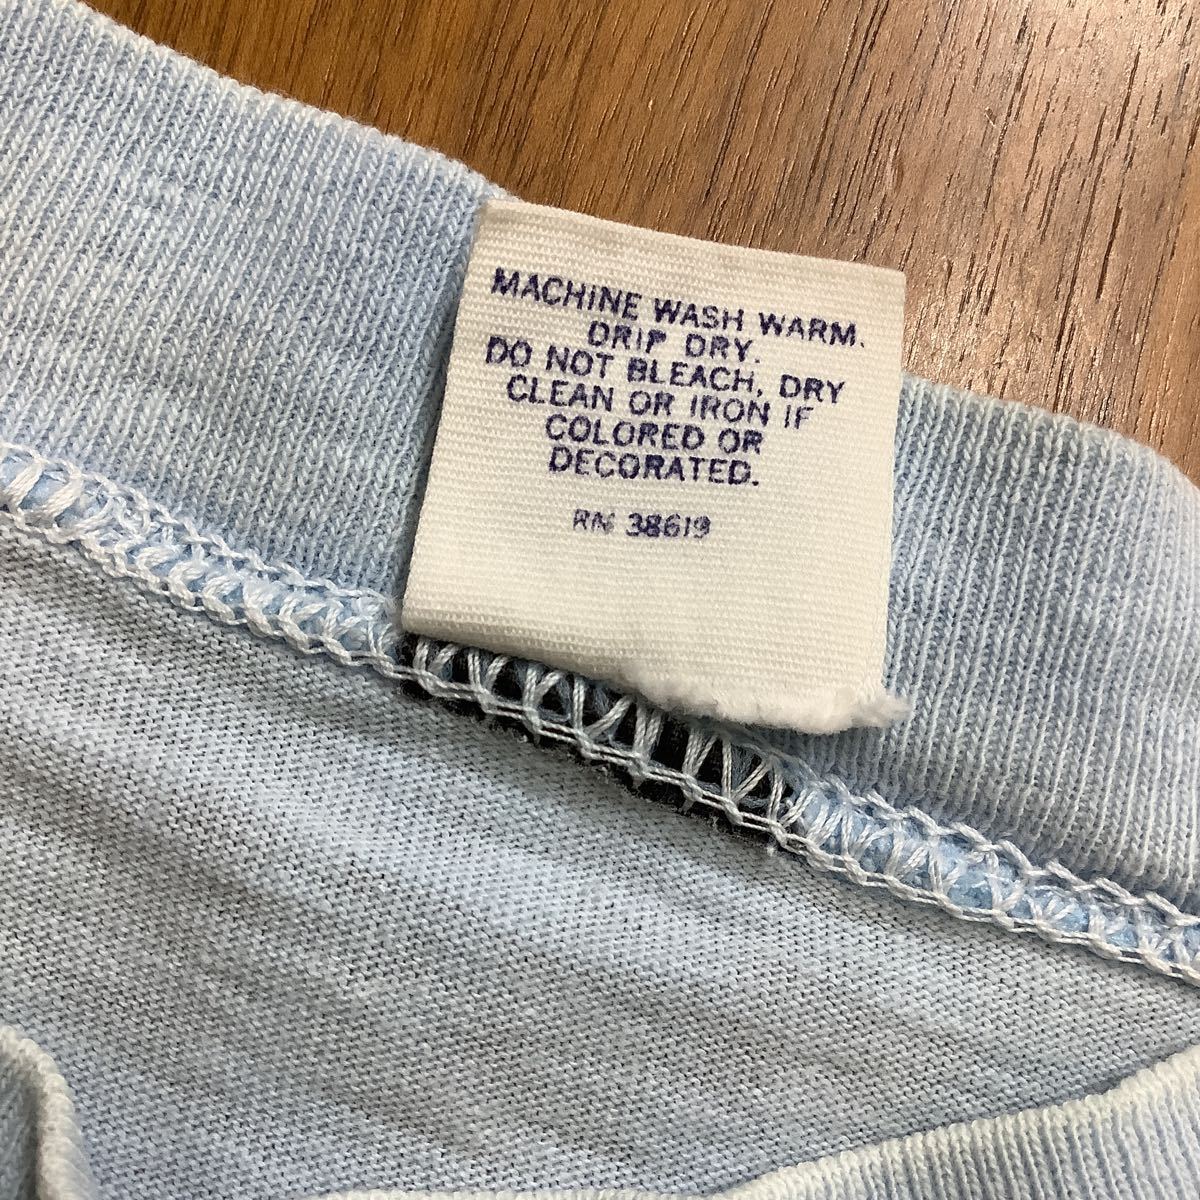 MACHINE WASH WARM.
DRIP DRY.
DO NOT BLEACH, DRY
CLEAN OR IRON IF
COLORED OR
DECORATED.
RN 38619